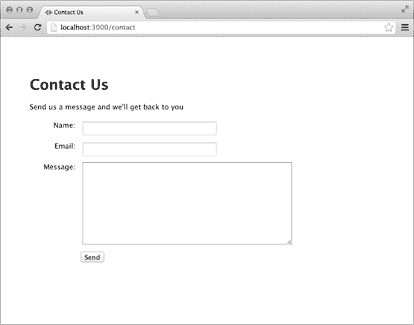 Contact Us
localhost:3000/contact
Contact Us
Send us a message and we'll get back to you
Name:
Email:
Message:
Send